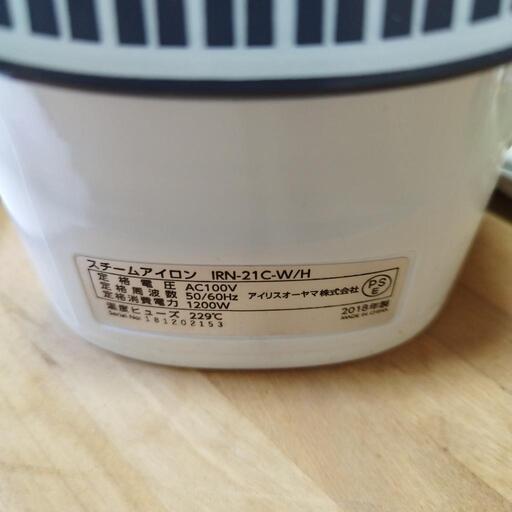 スチームアイロン IRN-21C-W/H
定格電圧 AC100V
定格周波数 50/60Hz アイリスオーヤマ株式会社
定格消費電力 1200W
温度ヒューズ 229℃
Serial No: 181202153
PS
E
2018年製
MADE IN CHINA